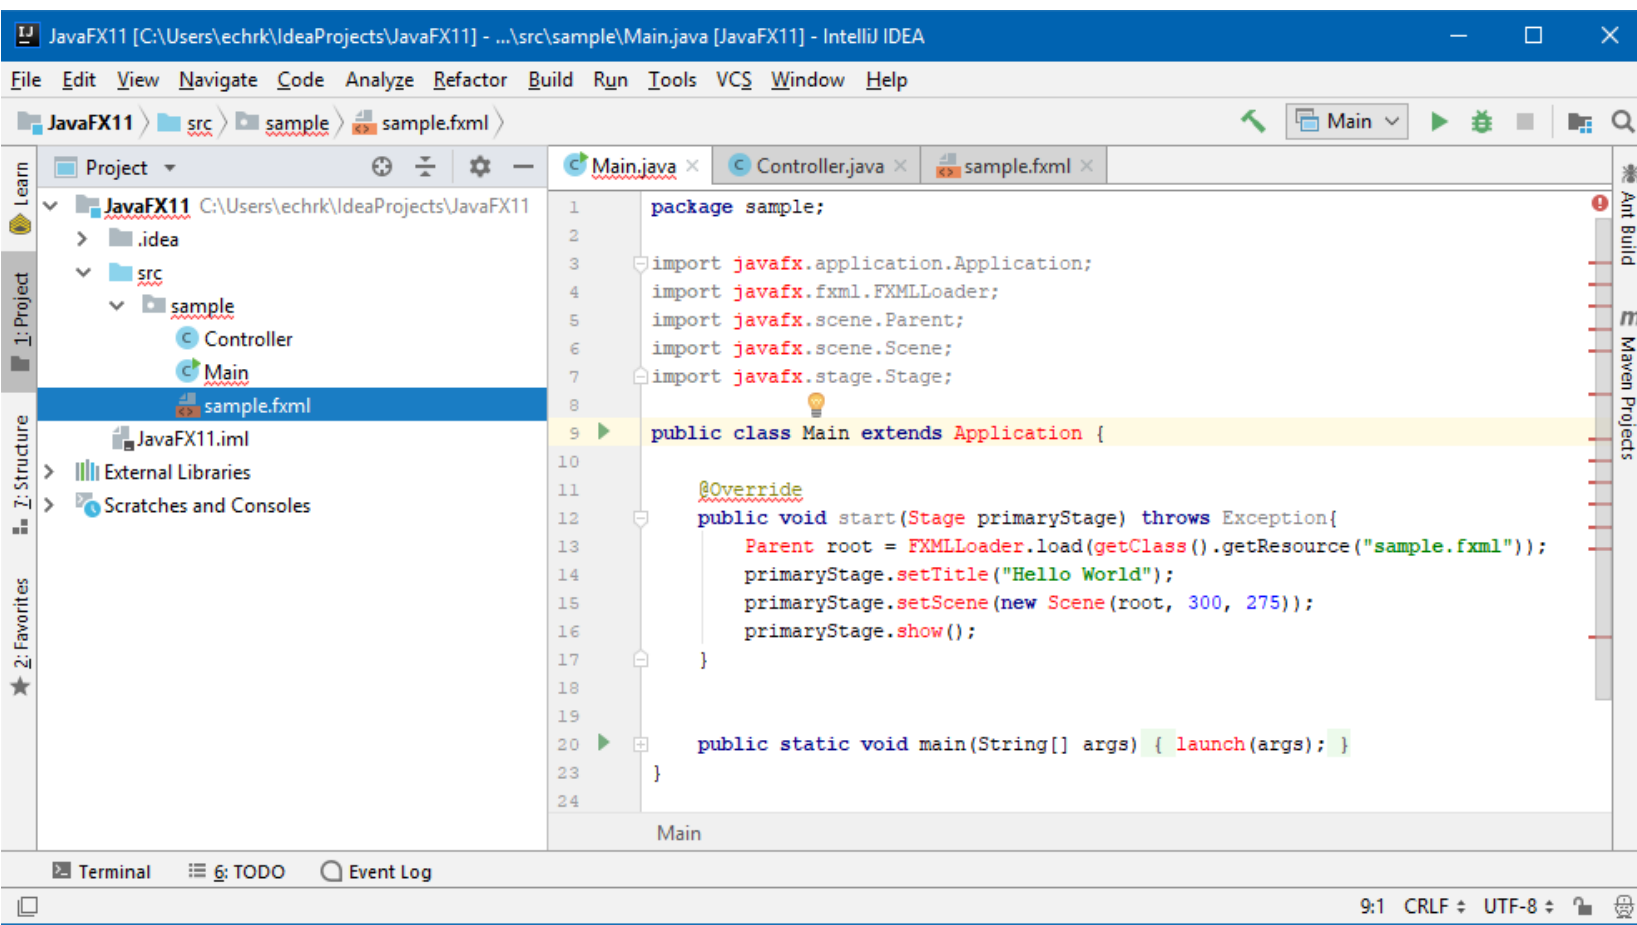 JavaFX11 [C:\Users\echrk\IdeaProjects\JavaFX11] - ...\src\sample\Main.java [JavaFX11] - IntelliJ IDEA
File Edit View Navigate Code Analyze Refactor Build Run Tools VCS Window Help
JavaFX11 src sample sample.fxml Main
Learn
1: Project
7: Structure
2: Favorites
Project
JavaFX11 C:\Users\echrk\IdeaProjects\JavaFX11
.idea
src
sample
Controller
Main
sample.fxml
JavaFX11.iml
External Libraries
Scratches and Consoles
Main.java Controller.java sample.fxml
1 package sample;
2
3 import javafx.application.Application;
4 import javafx.fxml.FXMLLoader;
5 import javafx.scene.Parent;
6 import javafx.scene.Scene;
7 import javafx.stage.Stage;
8
9 public class Main extends Application {
10
11 @Override
12 public void start(Stage primaryStage) throws Exception{
13 Parent root = FXMLLoader.load(getClass().getResource("sample.fxml"));
14 primaryStage.setTitle("Hello World");
15 primaryStage.setScene(new Scene(root, 300, 275));
16 primaryStage.show();
17 }
18
19
20 public static void main(String[] args) { launch(args); }
23 }
24
Main
Ant Build
m Maven Projects
Terminal 6: TODO Event Log
9:1 CRLF UTF-8